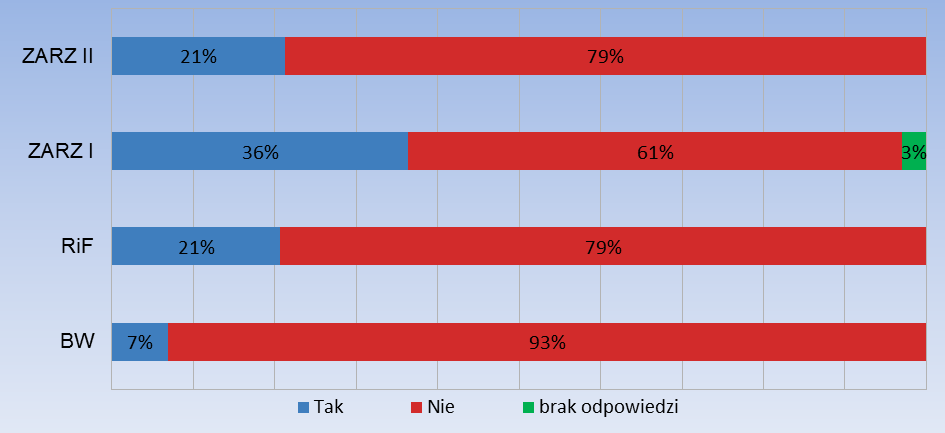 ZARZ II 21% 79%
ZARZ I 36% 61% 3%
RiF 21% 79%
BW 7% 93%
Tak Nie brak odpowiedzi